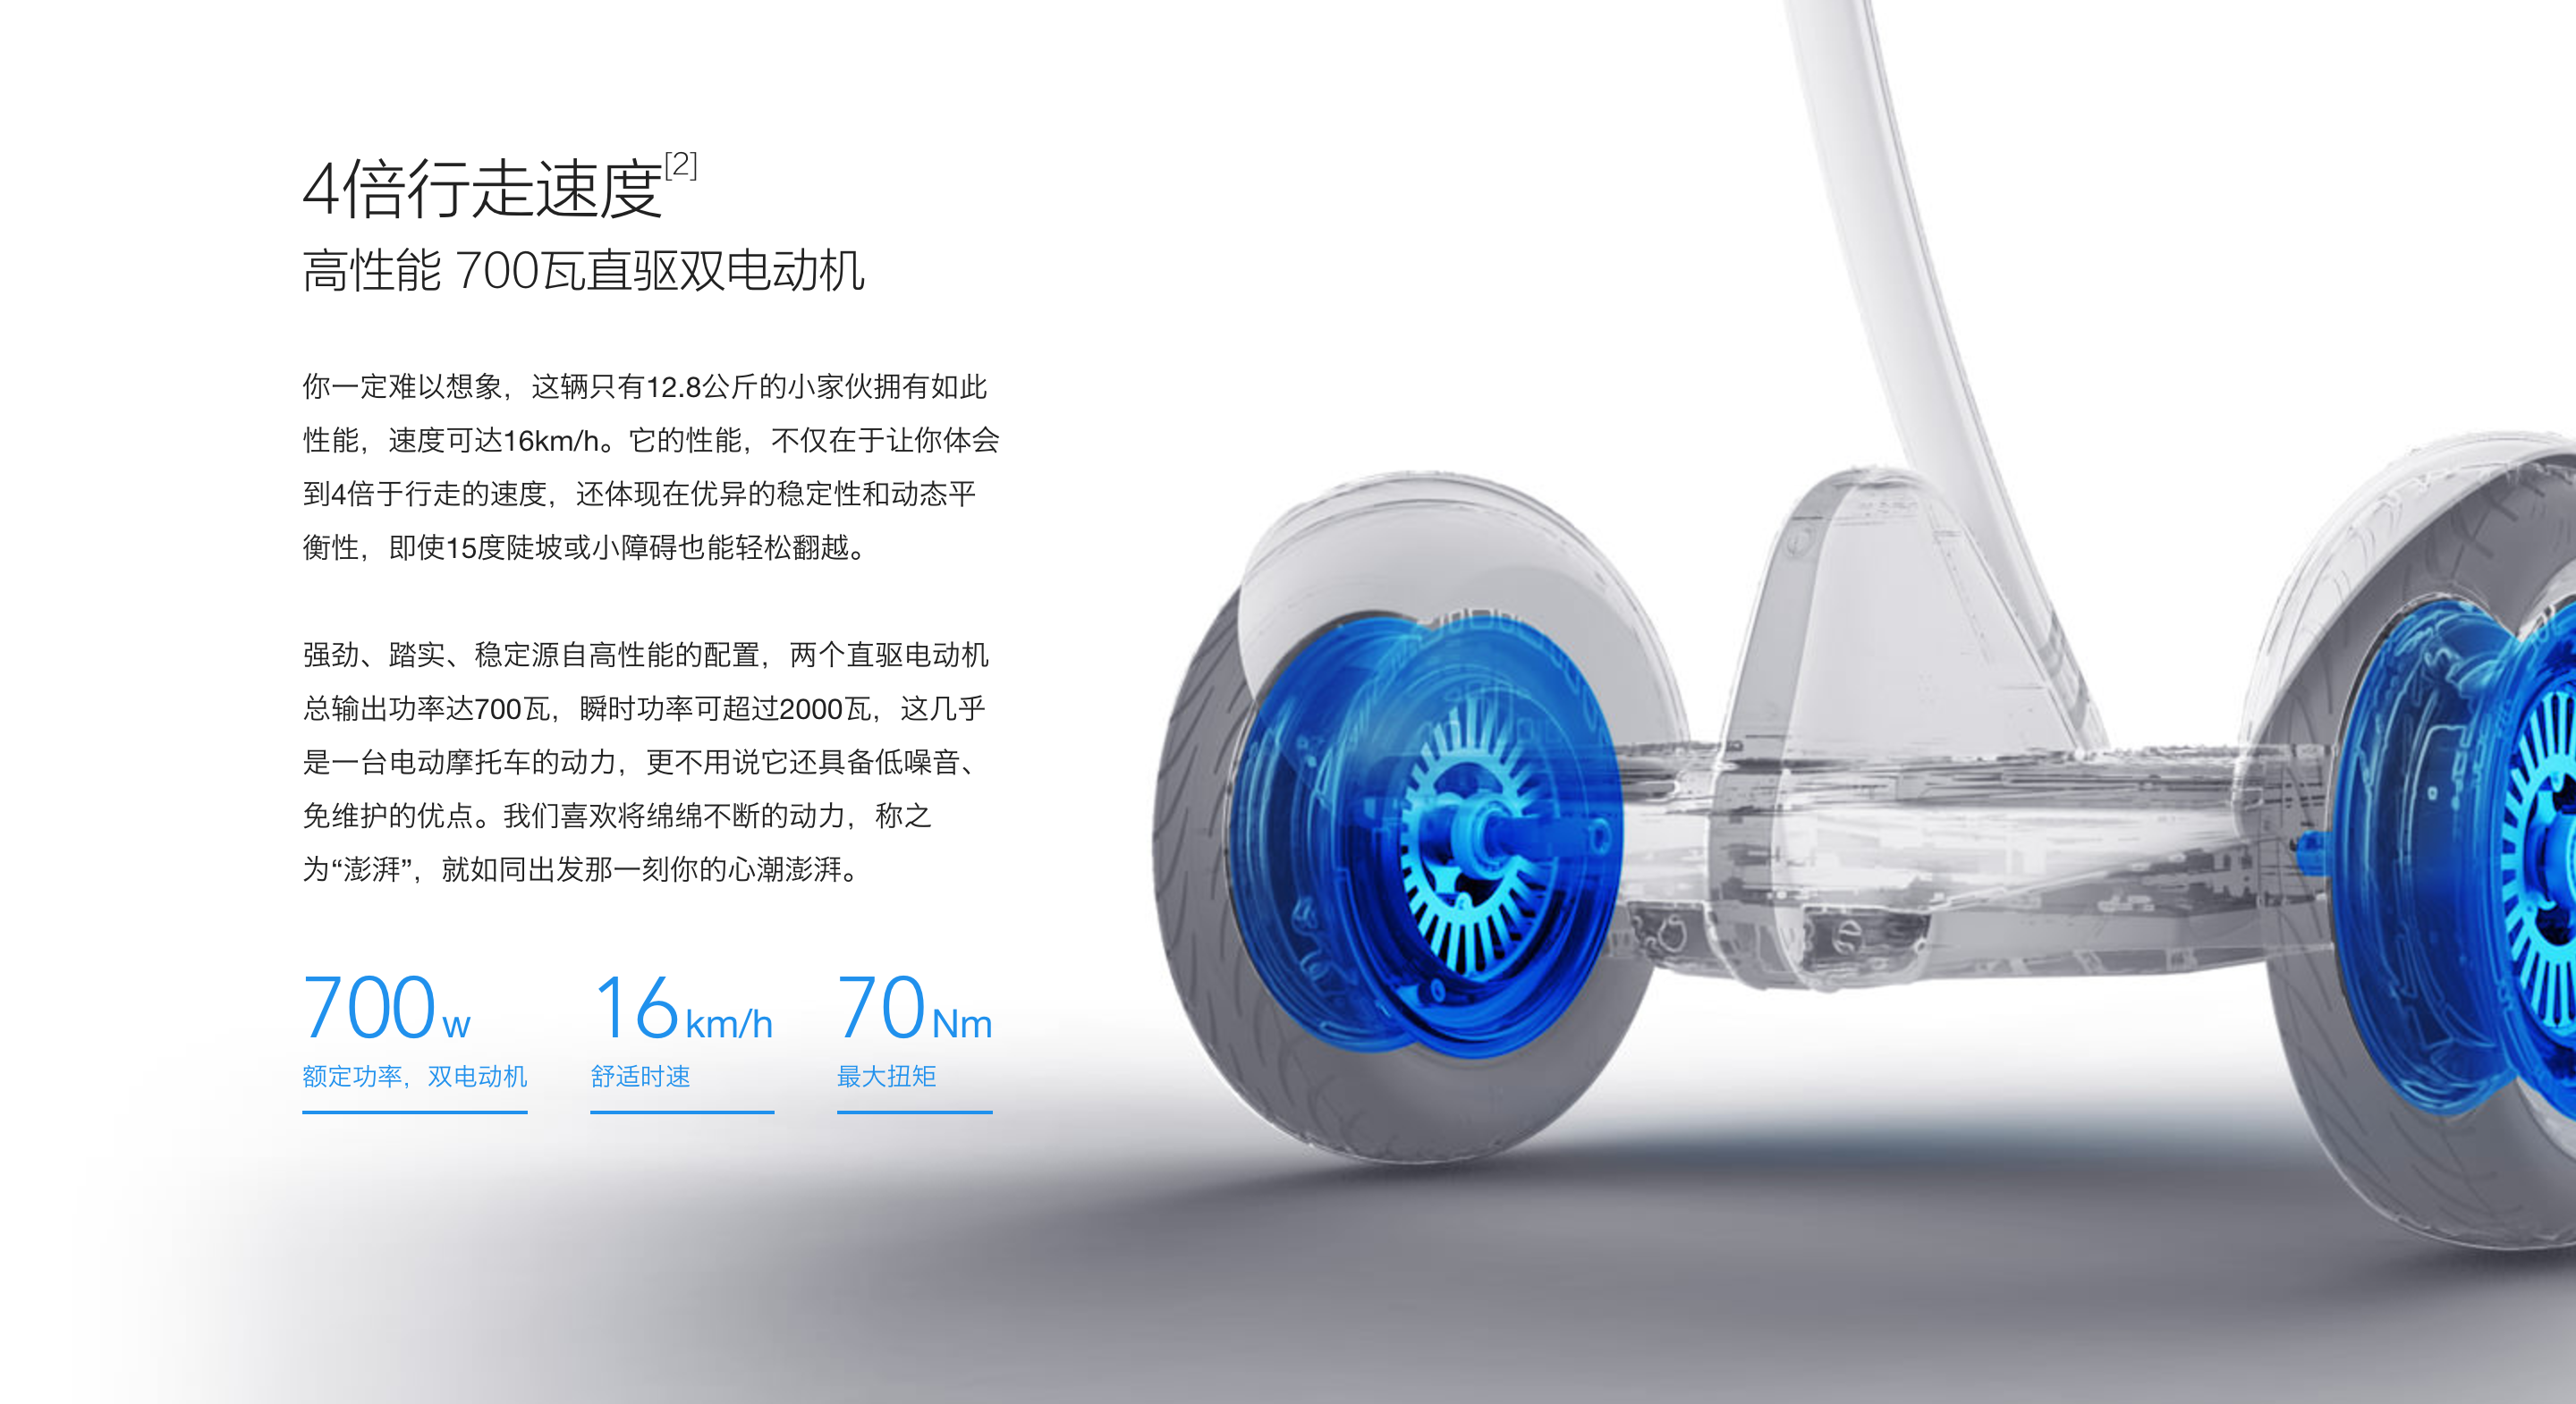 4倍行走速度[2]
高性能 700瓦直驱双电动机
你一定难以想象，这辆只有12.8公斤的小家伙拥有如此
性能，速度可达16km/h。它的性能，不仅在于让你体会
到4倍于行走的速度，还体现在优异的稳定性和动态平
衡性，即使15度陡坡或小障碍也能轻松翻越。
强劲、踏实、稳定源自高性能的配置，两个直驱电动机
总输出功率达700瓦，瞬时功率可超过2000瓦，这几乎
是一台电动摩托车的动力，更不用说它还具备低噪音、
免维护的优点。我们喜欢将绵绵不断的动力，称之
为“澎湃”，就如同出发那一刻你的心潮澎湃。
700w 16km/h 70Nm
额定功率，双电动机 舒适时速 最大扭矩